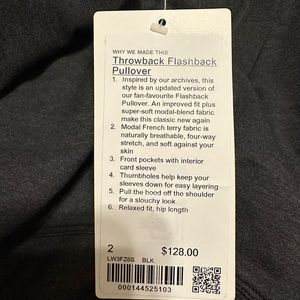 WHY WE MADE THIS
Throwback Flashback
Pullover
1. Inspired by our archives, this
style is an updated version of
our fan-favourite Flashback
Pullover. An improved fit plus
super-soft modal-blend fabric
make this classic new again
2. Modal French terry fabric is
naturally breathable, four-way
stretch, and soft against your
skin
3. Front pockets with interior
card sleeve
4. Thumbholes help keep your
sleeves down for easy layering
5. Pull the hood off the shoulder
for a slouchy look
6. Relaxed fit, hip length
2 $128.00
LW3FZ6S BLK
000144525103